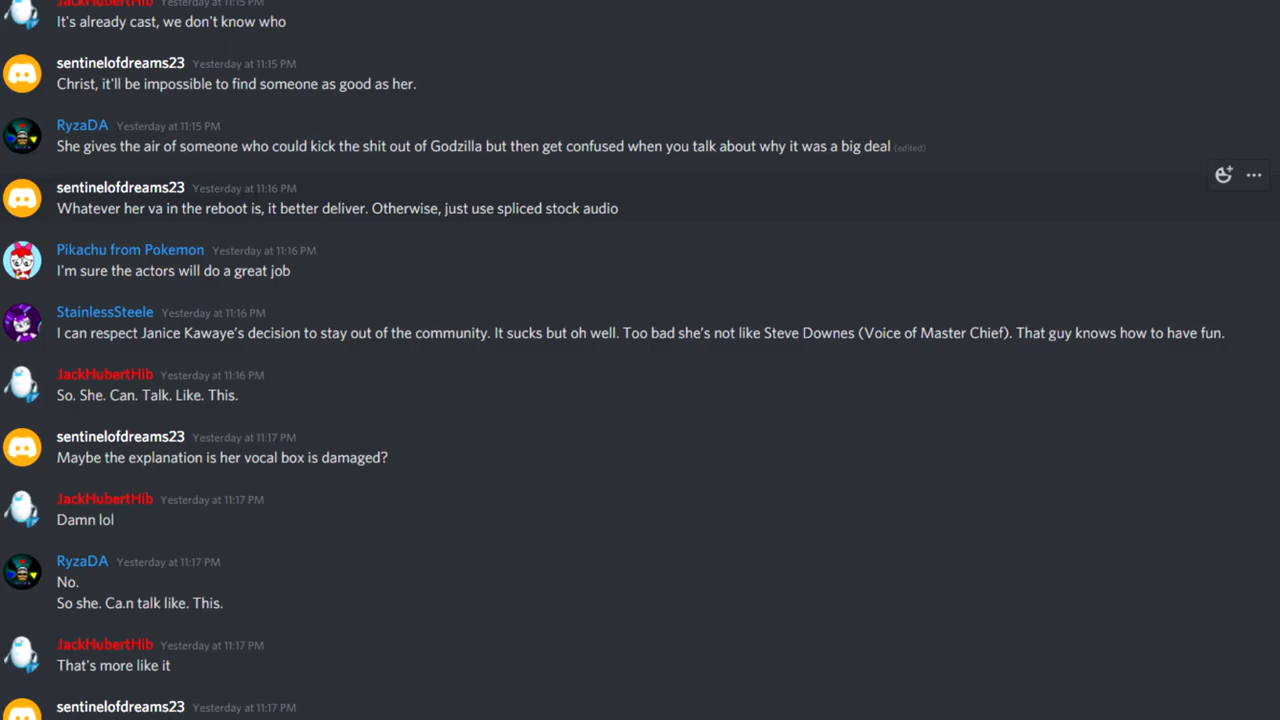 JackHubertHib Yesterday at 11:15 PM
It's already cast, we don't know who
sentinelofdreams23 Yesterday at 11:15 PM
Christ, it'll be impossible to find someone as good as her.
RyzaDA Yesterday at 11:15 PM
She gives the air of someone who could kick the shit out of Godzilla but then get confused when you talk about why it was a big deal (edited)
sentinelofdreams23 Yesterday at 11:16 PM
Whatever her va in the reboot is, it better deliver. Otherwise, just use spliced stock audio
Pikachu from Pokemon Yesterday at 11:16 PM
I'm sure the actors will do a great job
StainlessSteele Yesterday at 11:16 PM
I can respect Janice Kawaye's decision to stay out of the community. It sucks but oh well. Too bad she's not like Steve Downes (Voice of Master Chief). That guy knows how to have fun.
JackHubertHib Yesterday at 11:16 PM
So. She. Can. Talk. Like. This.
sentinelofdreams23 Yesterday at 11:17 PM
Maybe the explanation is her vocal box is damaged?
JackHubertHib Yesterday at 11:17 PM
Damn lol
RyzaDA Yesterday at 11:17 PM
No.
So she. Ca.n talk like. This.
JackHubertHib Yesterday at 11:17 PM
That's more like it
sentinelofdreams23 Yesterday at 11:17 PM